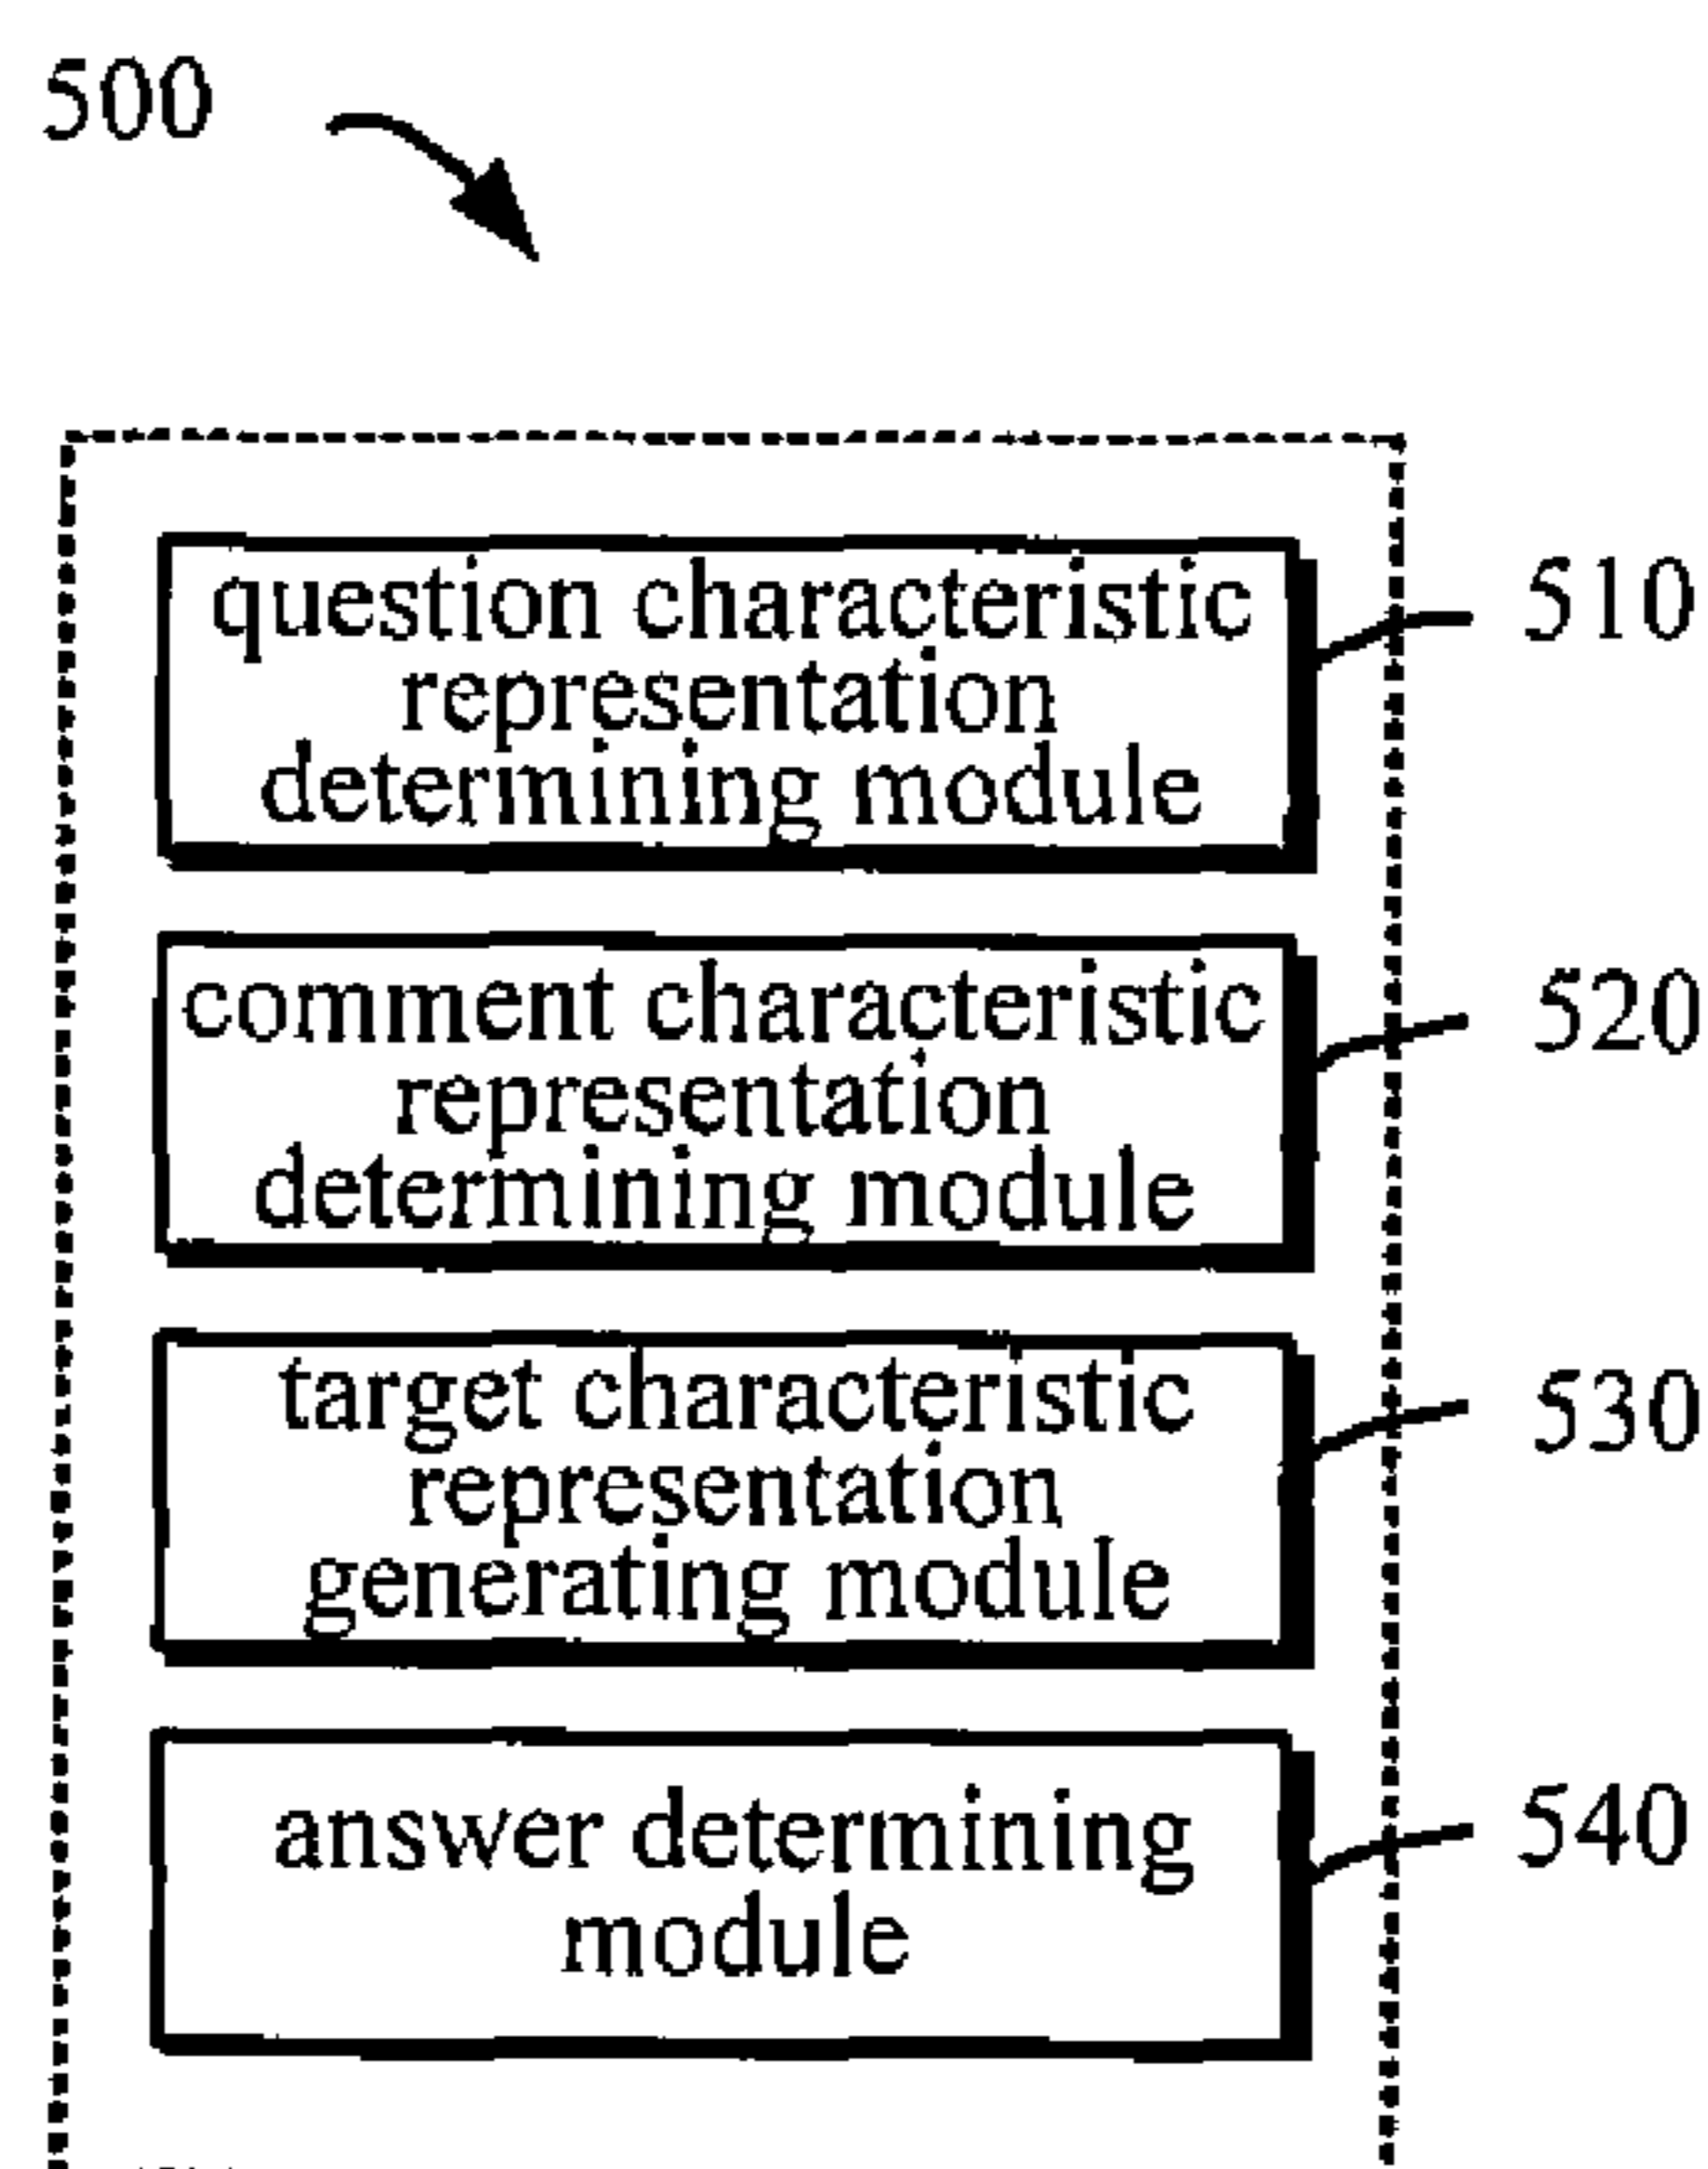 500
question characteristic
representation
determining module
510
comment characteristic
representation
determining module
520
target characteristic
representation
generating module
530
answer determining
module
540